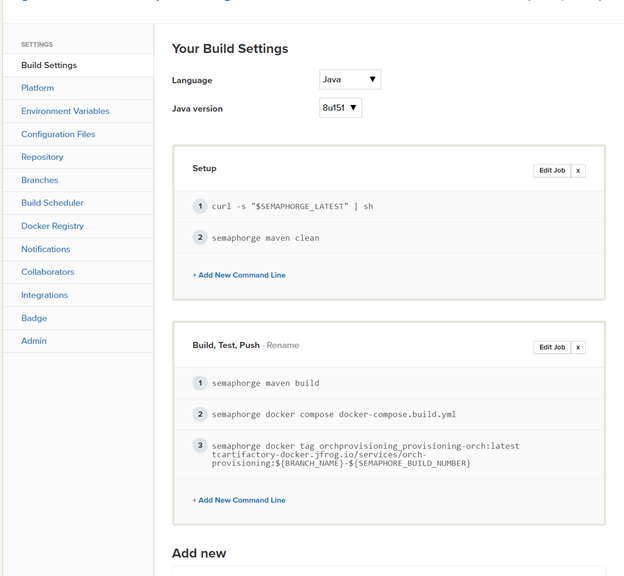 SETTINGS
Build Settings
Platform
Environment Variables
Configuration Files
Repository
Branches
Build Scheduler
Docker Registry
Notifications
Collaborators
Integrations
Badge
Admin
Your Build Settings
Language Java ▼
Java version 8u151 ▼
Setup Edit Job x
1 curl -s "$SEMAPHORGE_LATEST" | sh
2 semaphorge maven clean
+ Add New Command Line
Build, Test, Push - Rename Edit Job x
1 semaphorge maven build
2 semaphorge docker compose docker-compose.build.yml
3 semaphorge docker tag orchprovisioning_provisioning-orch:latest
tcartifactory-docker.jfrog.io/services/orch-
provisioning:${BRANCH_NAME}-${SEMAPHORE_BUILD_NUMBER}
+ Add New Command Line
Add new